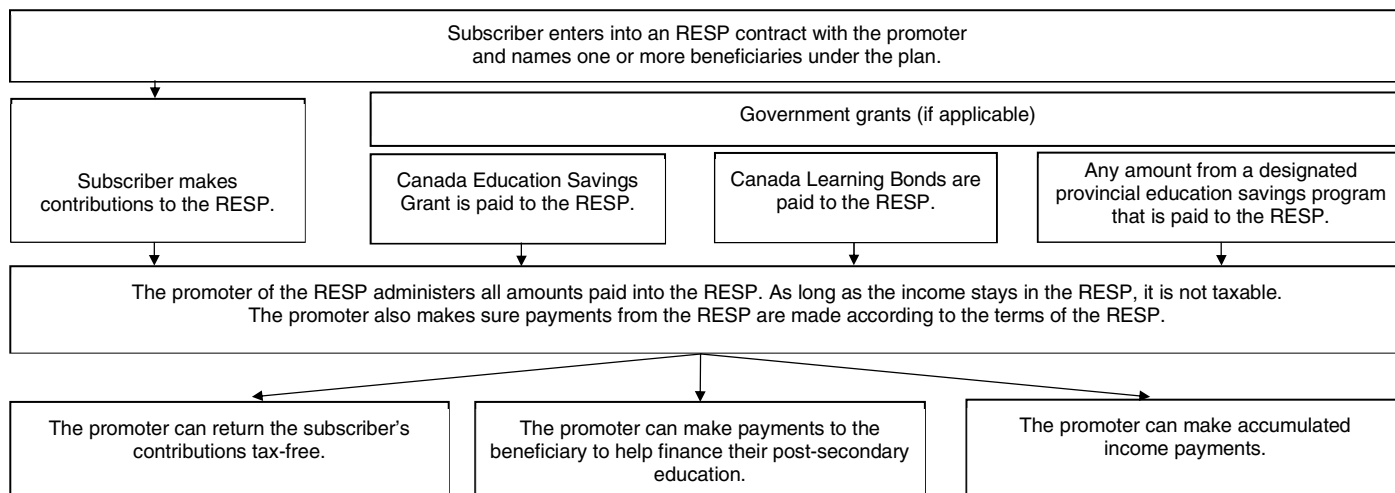 Subscriber enters into an RESP contract with the promoter
and names one or more beneficiaries under the plan.
Government grants (if applicable)
Subscriber makes
contributions to the RESP.
Canada Education Savings
Grant is paid to the RESP.
Canada Learning Bonds are
paid to the RESP.
Any amount from a designated
provincial education savings program
that is paid to the RESP.
The promoter of the RESP administers all amounts paid into the RESP. As long as the income stays in the RESP, it is not taxable.
The promoter also makes sure payments from the RESP are made according to the terms of the RESP.
The promoter can return the subscriber’s
contributions tax-free.
The promoter can make payments to the
beneficiary to help finance their post-secondary
education.
The promoter can make accumulated
income payments.